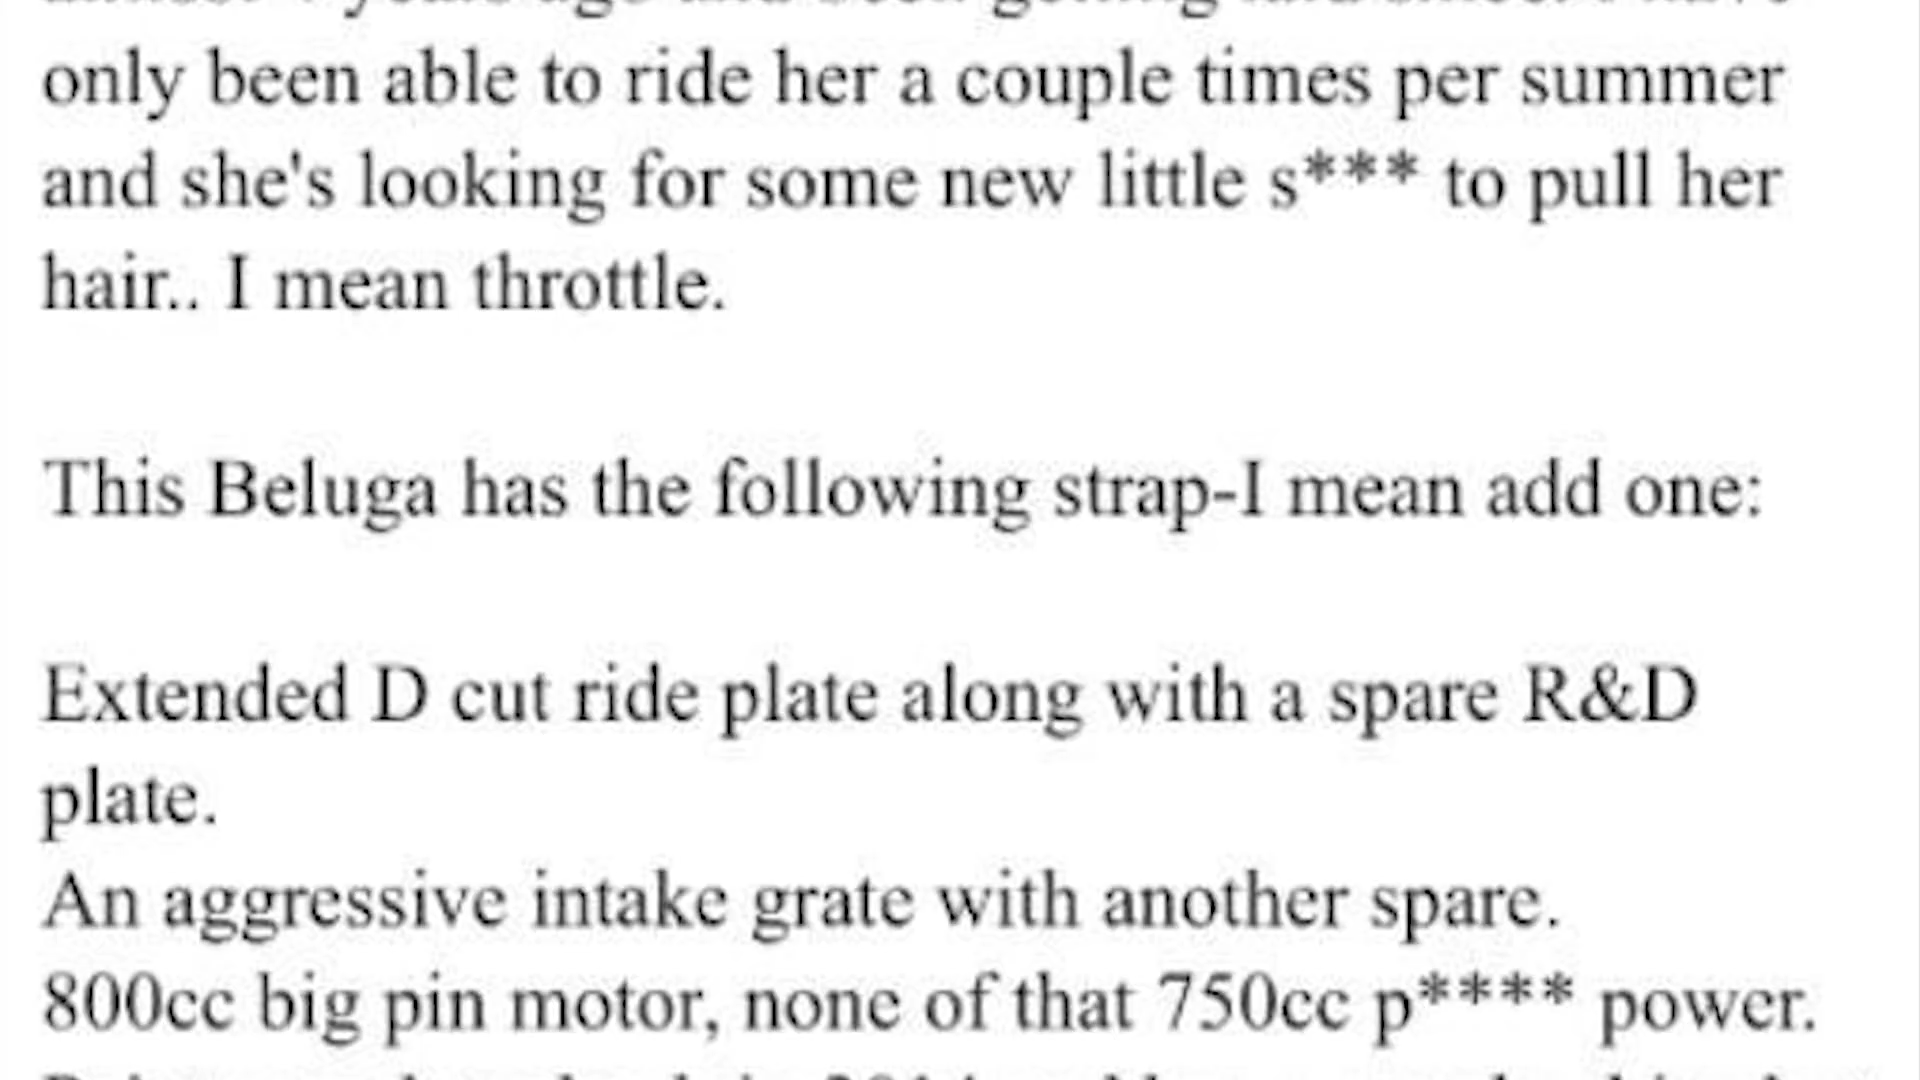 only been able to ride her a couple times per summer
and she's looking for some new little s*** to pull her
hair.. I mean throttle.
This Beluga has the following strap-I mean add one:
Extended D cut ride plate along with a spare R&D
plate.
An aggressive intake grate with another spare.
800cc big pin motor, none of that 750cc p**** power.